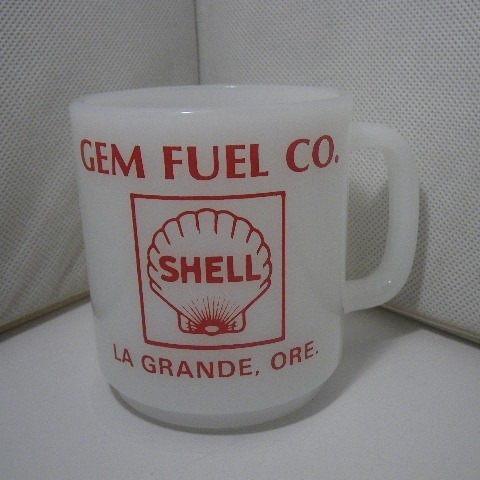 GEM FUEL CO.
SHELL
LA GRANDE, ORE.